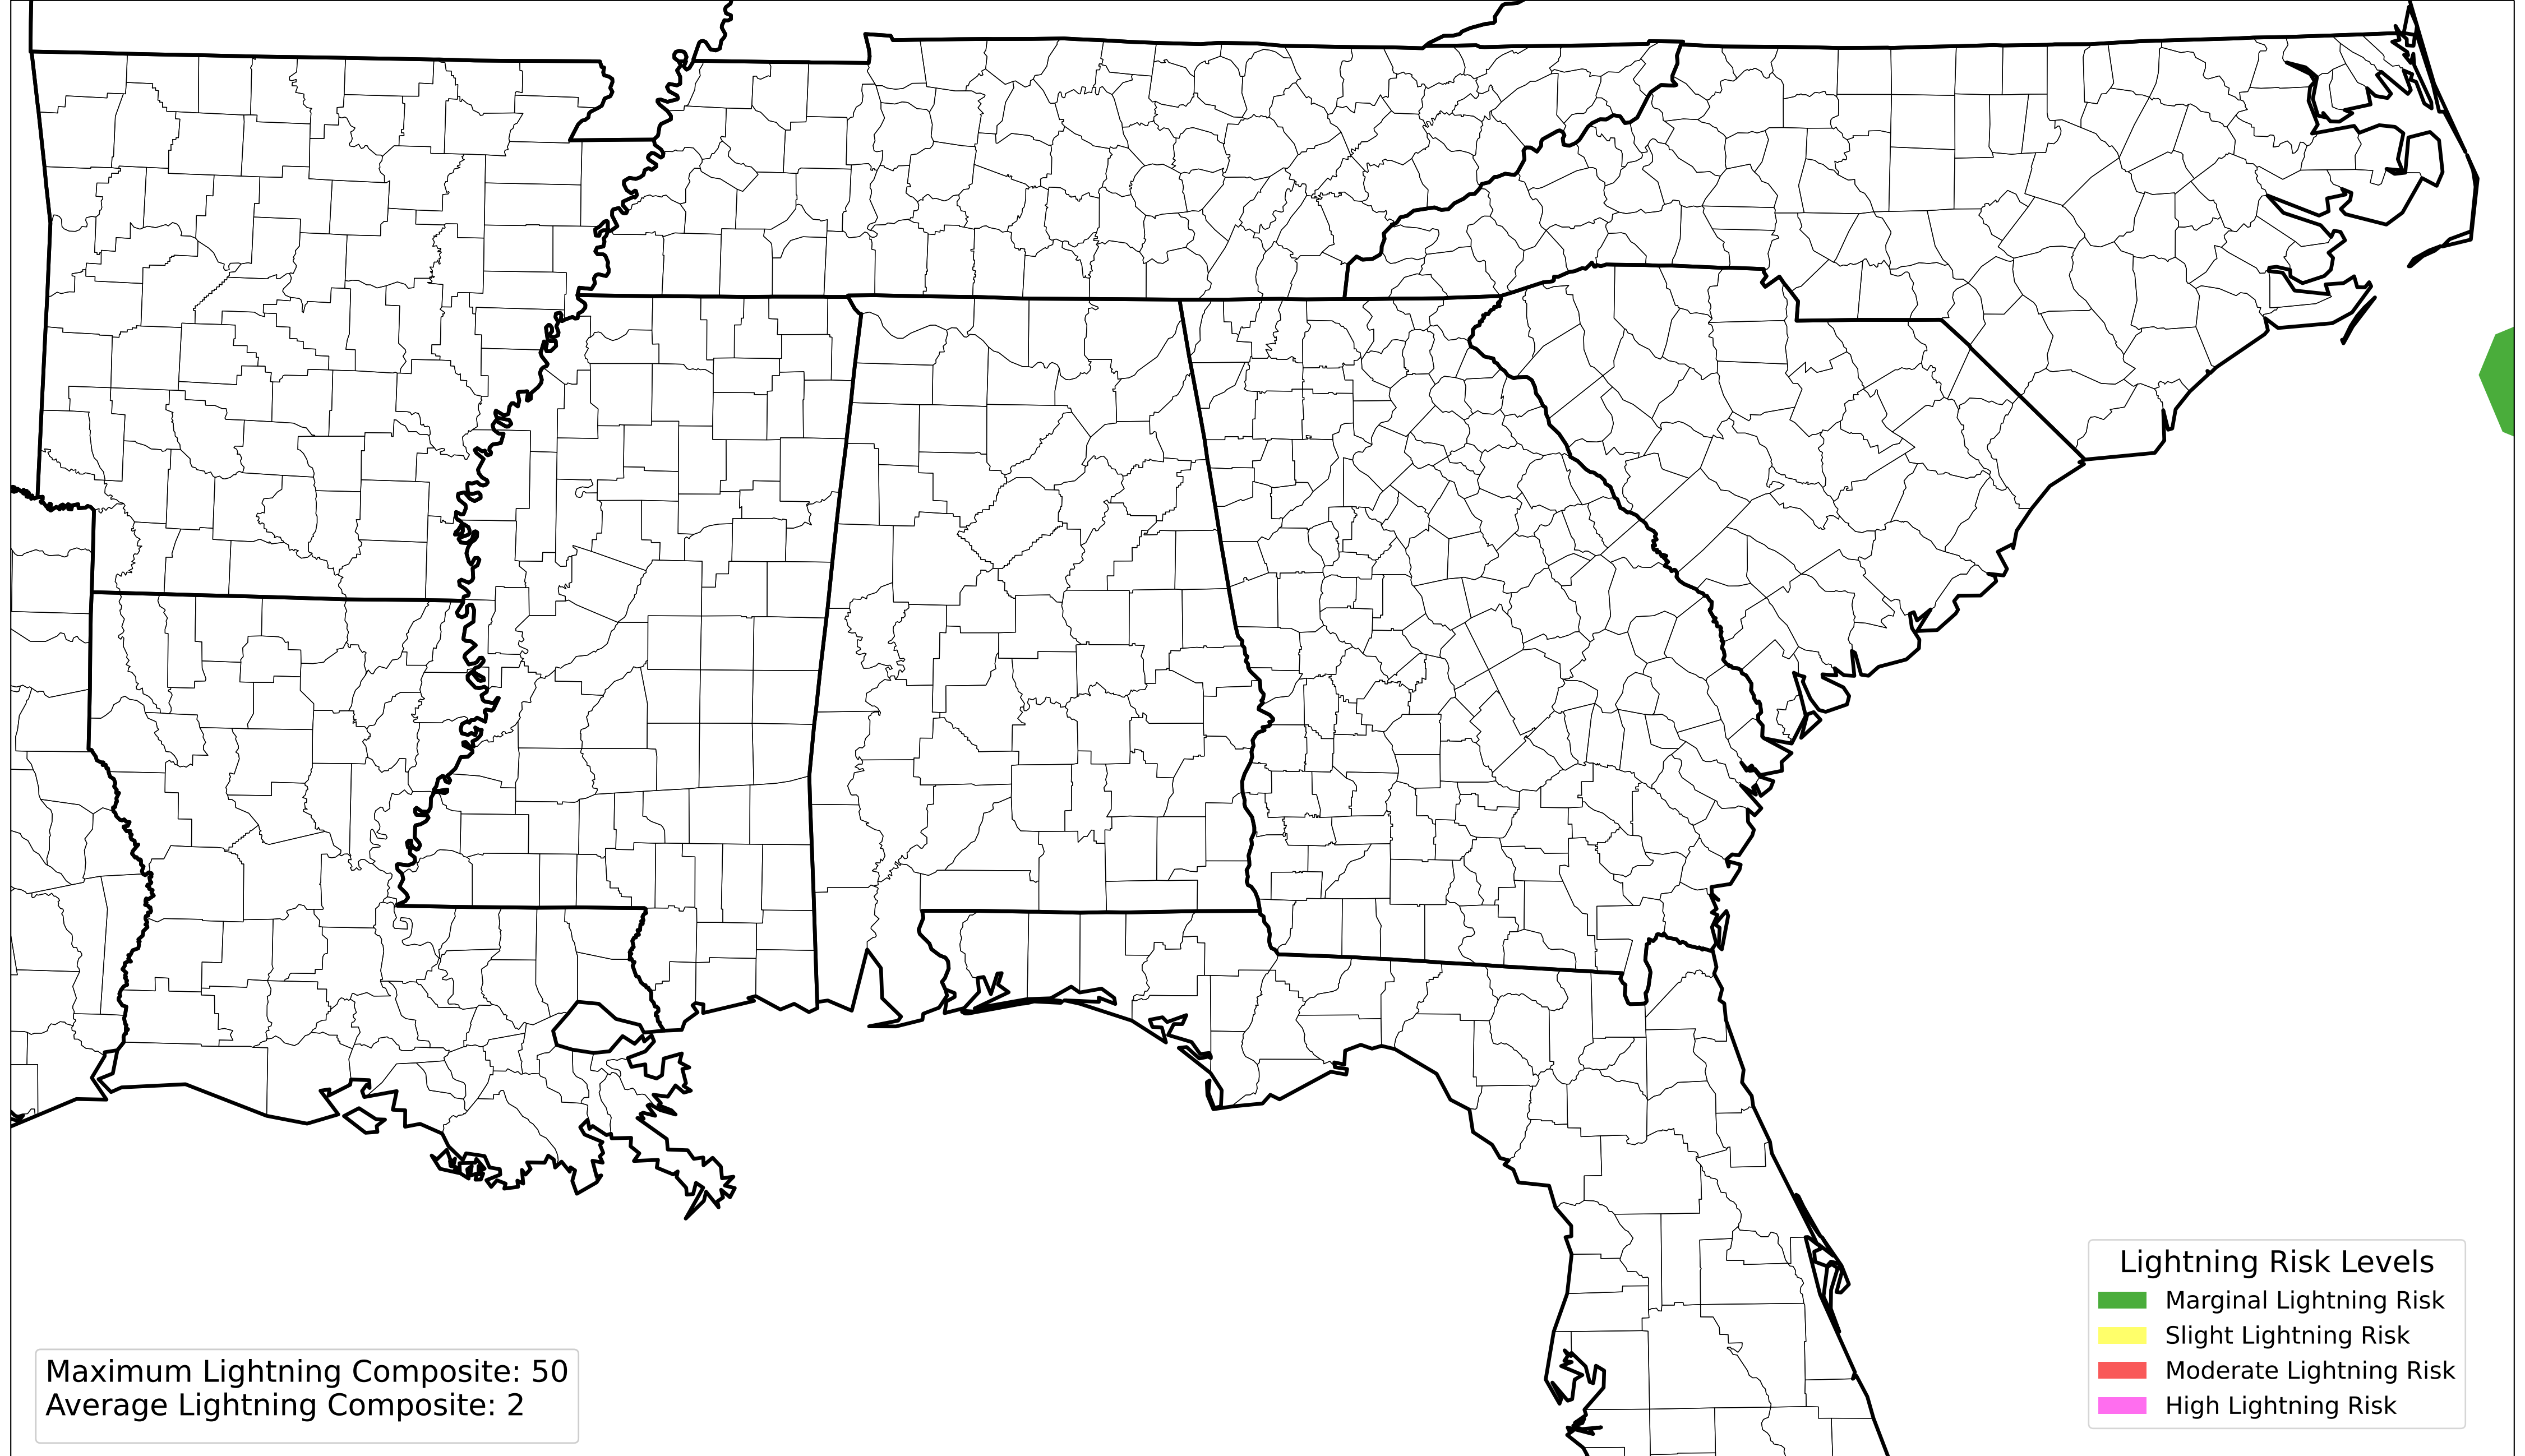 Maximum Lightning Composite: 50
Average Lightning Composite: 2
Lightning Risk Levels
Marginal Lightning Risk
Slight Lightning Risk
Moderate Lightning Risk
High Lightning Risk